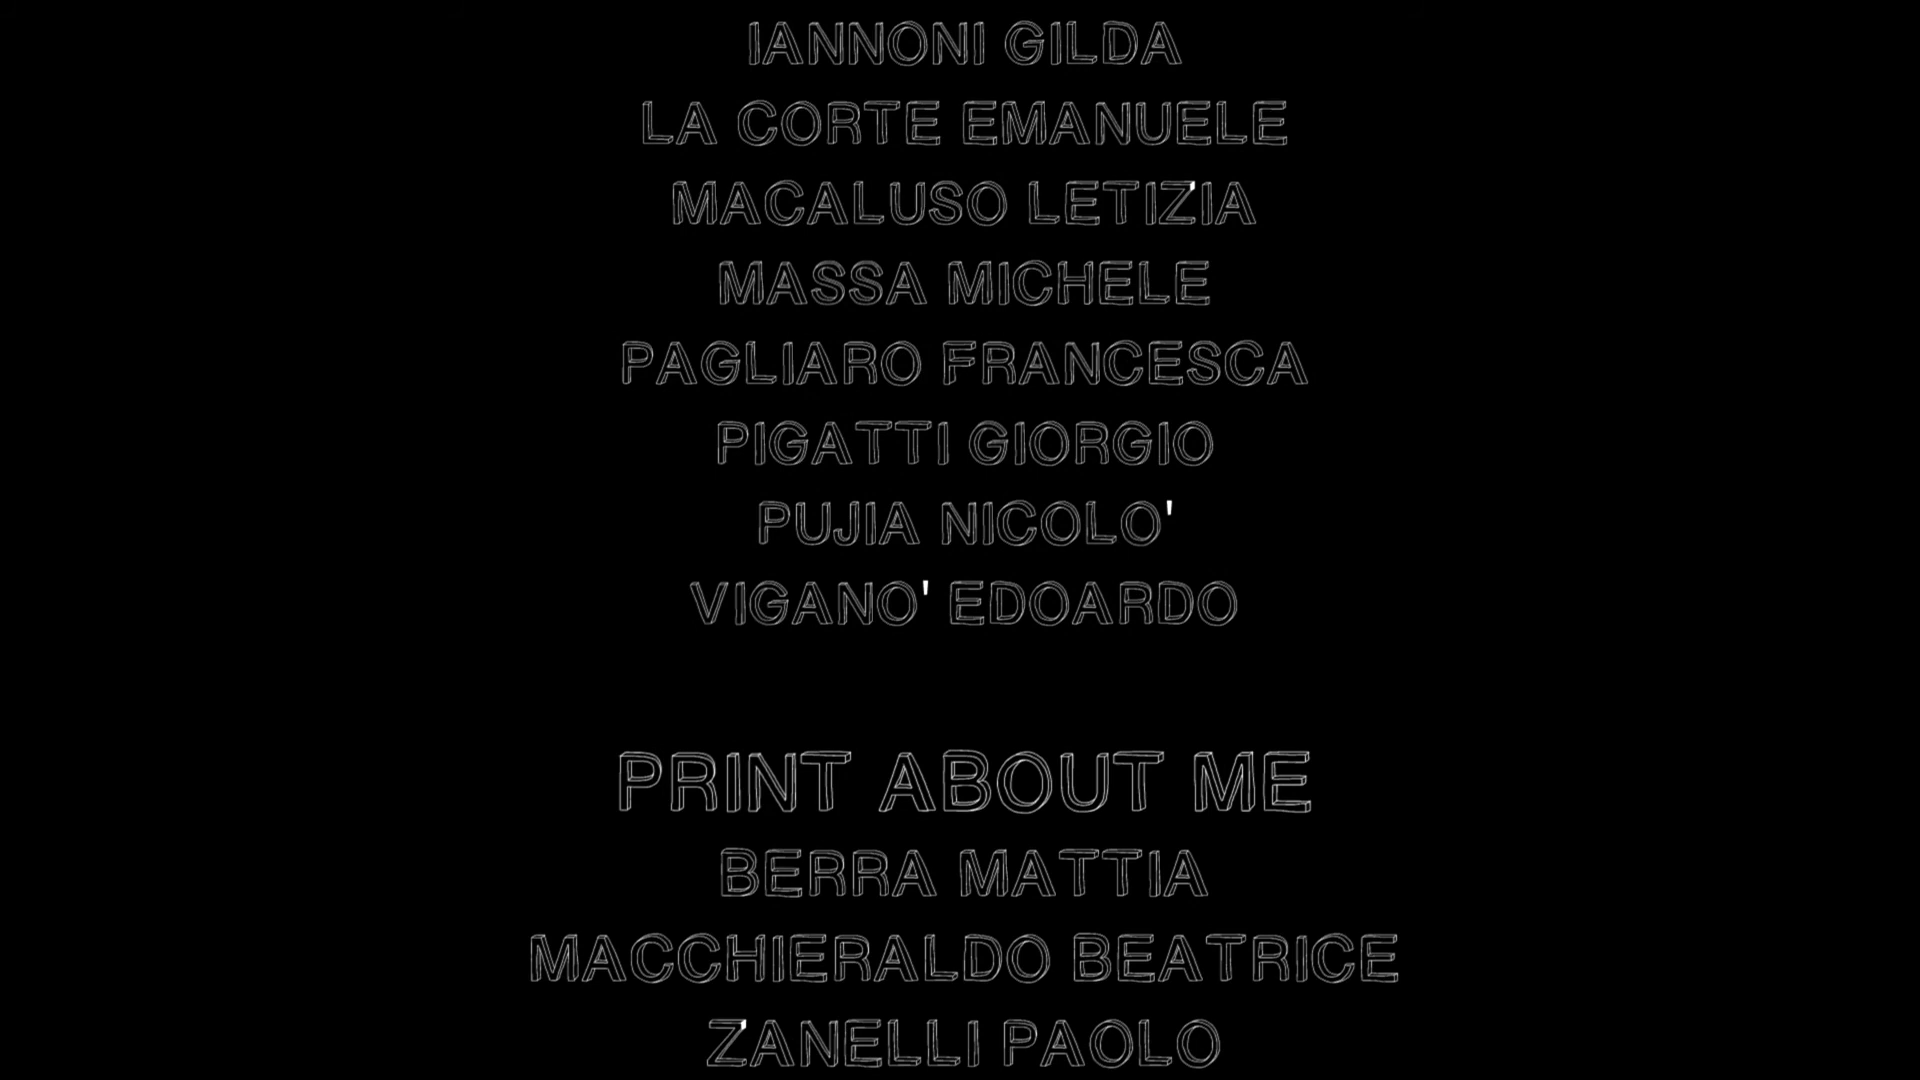 IANNONI GILDA
LA CORTE EMANUELE
MACALUSO LETIZIA
MASSA MICHELE
PAGLIARO FRANCESCA
PIGATTI GIORGIO
PUJIA NICOLO'
VIGANO' EDOARDO
PRINT ABOUT ME
BERRA MATTIA
MACCHIERALDO BEATRICE
ZANELLI PAOLO